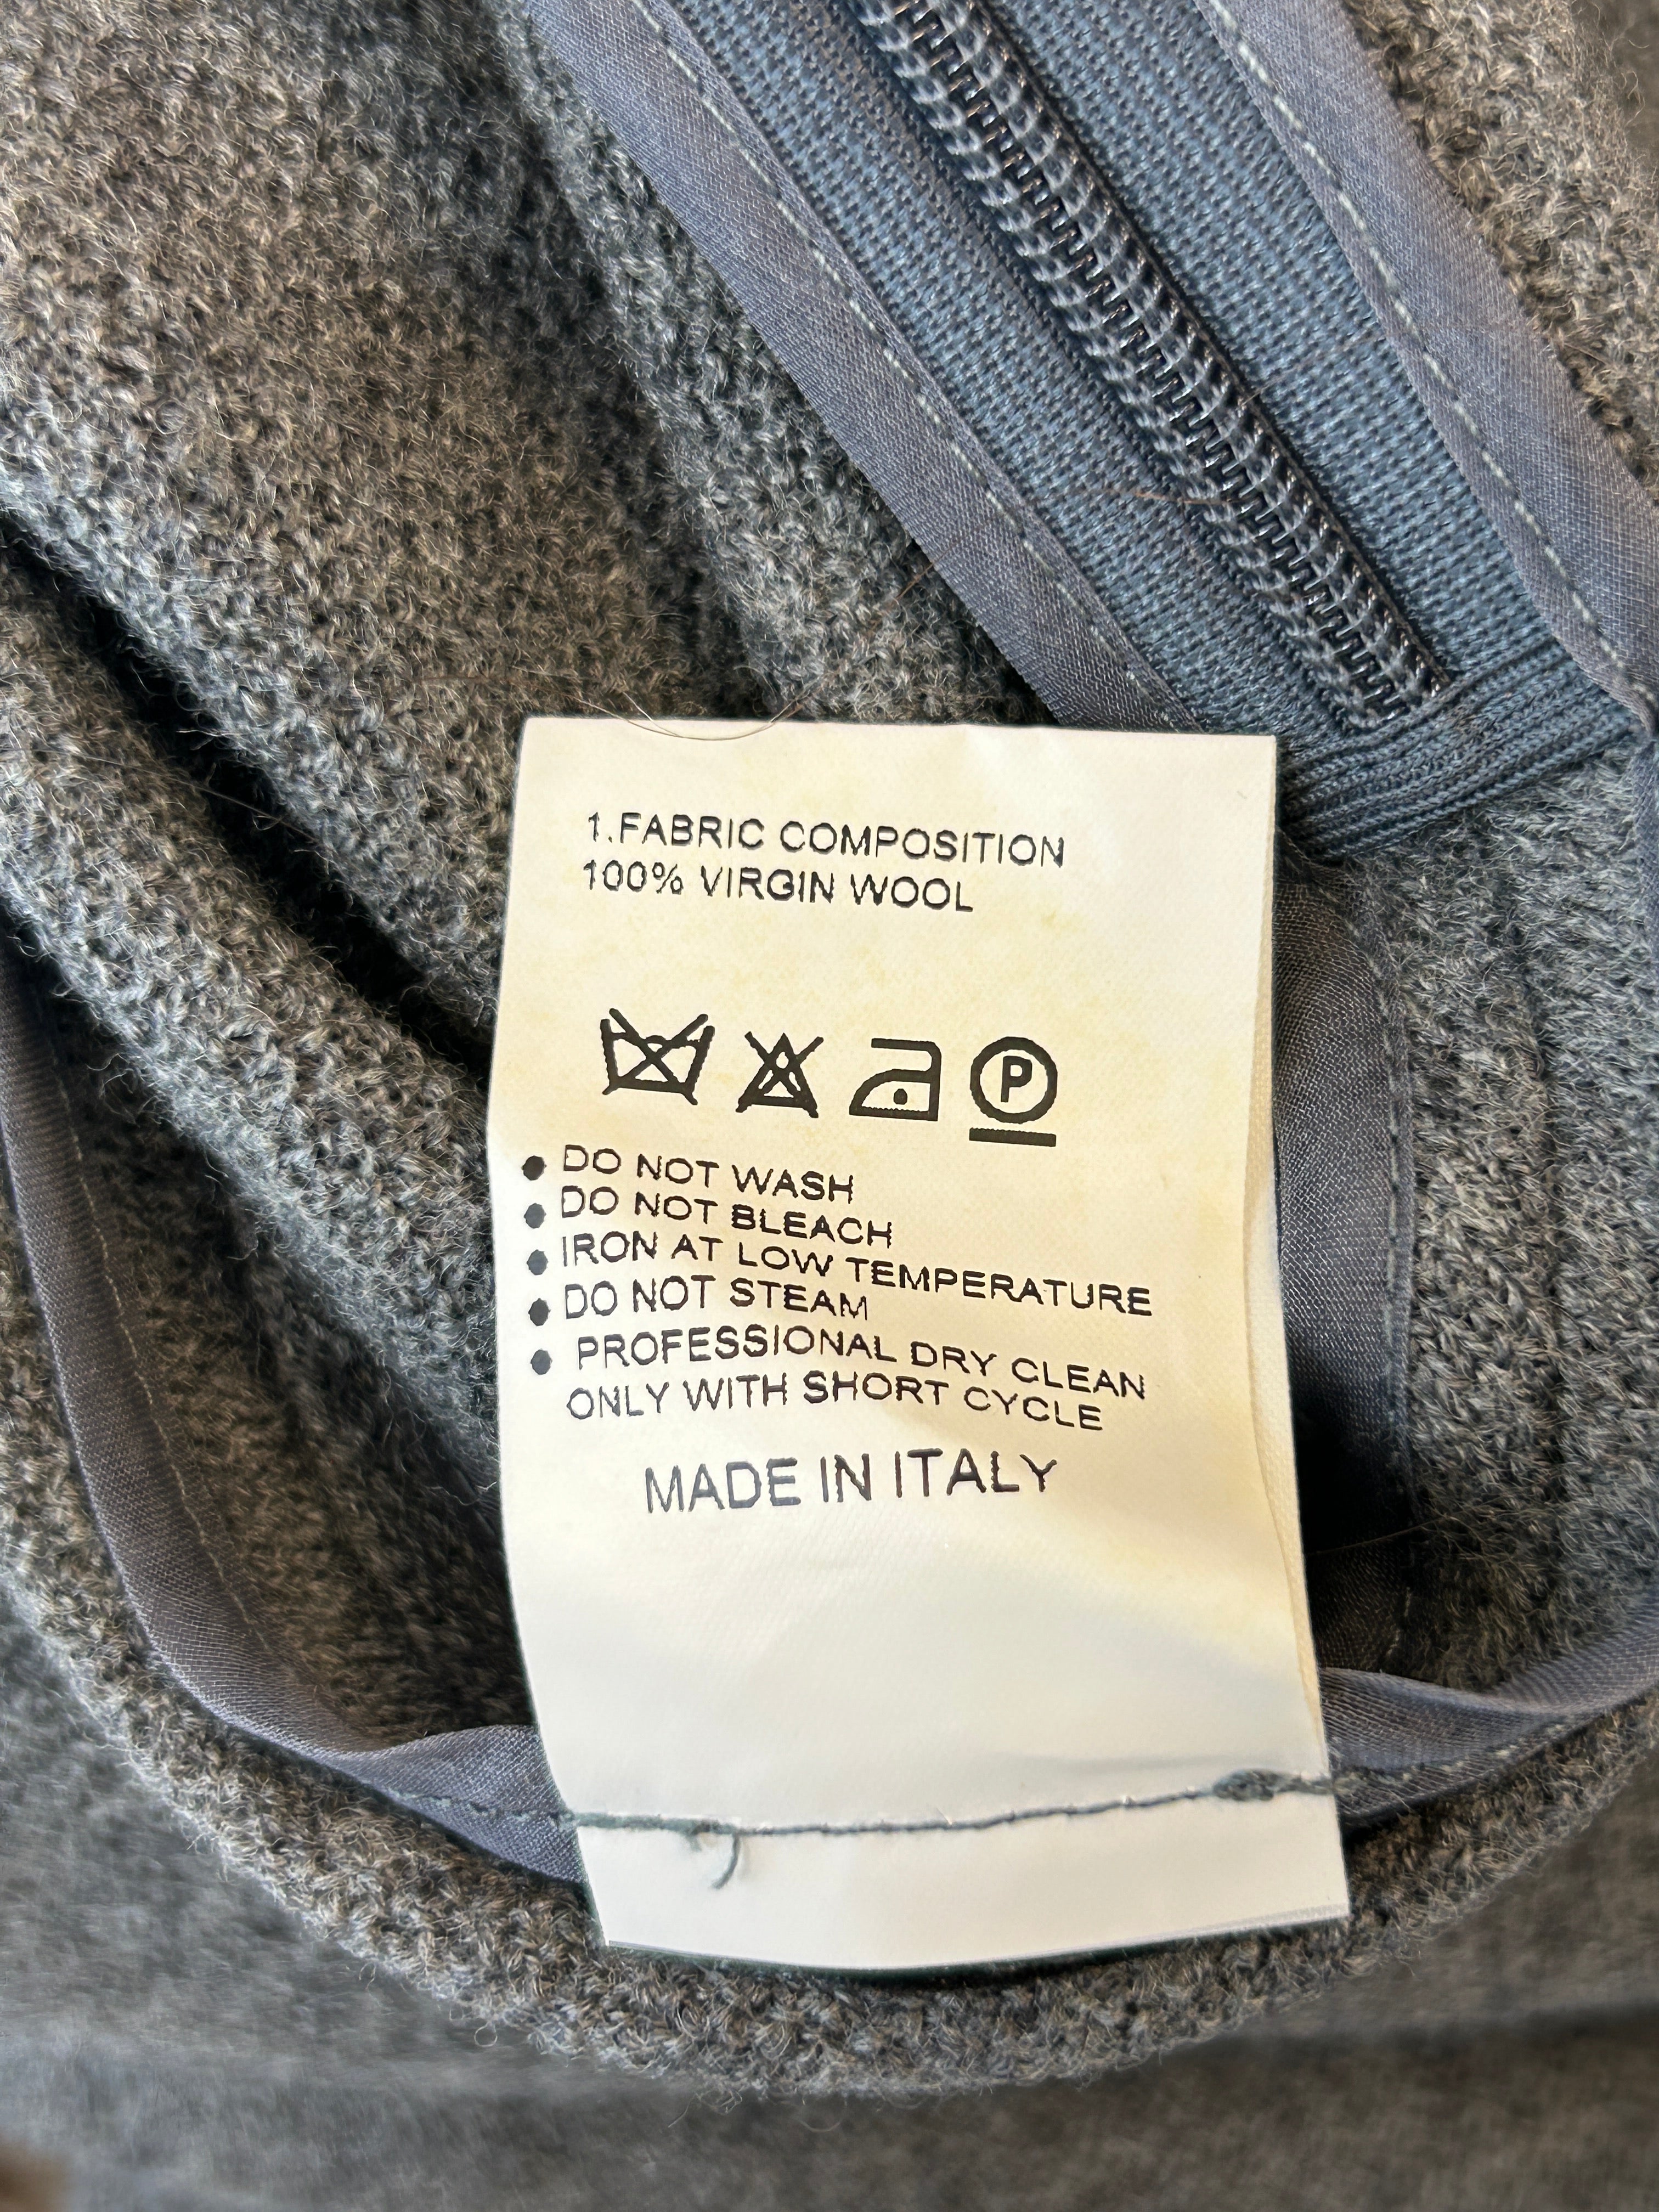 1.FABRIC COMPOSITION
100% VIRGIN WOOL
P
● DO NOT WASH
● DO NOT BLEACH
● IRON AT LOW TEMPERATURE
● DO NOT STEAM
● PROFESSIONAL DRY CLEAN
ONLY WITH SHORT CYCLE
MADE IN ITALY